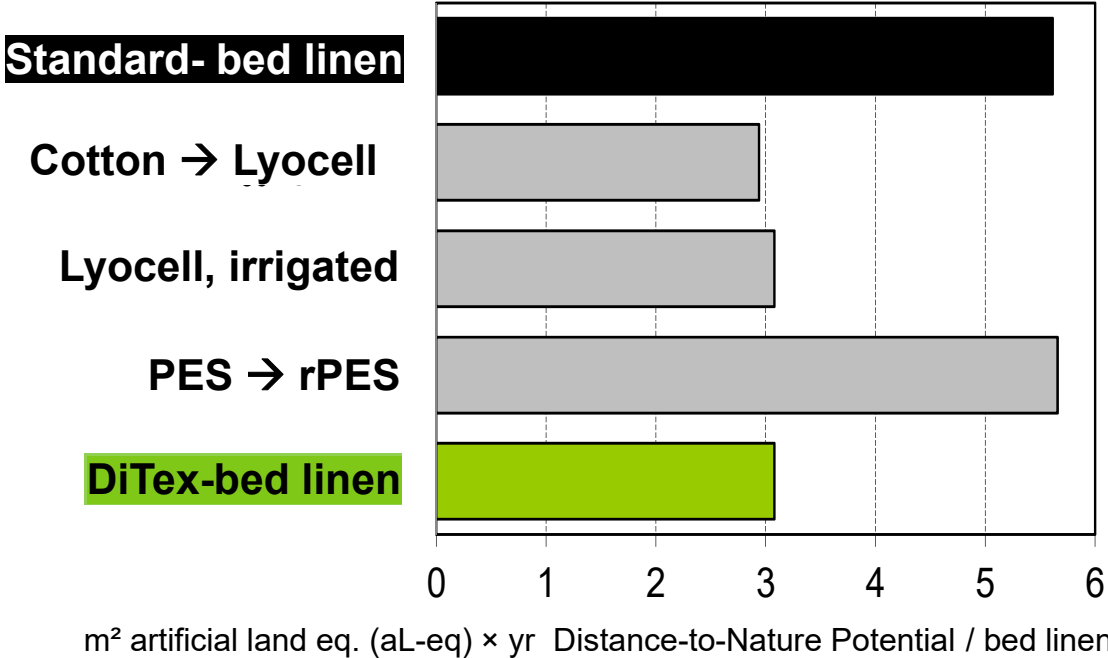 Standard- bed linen
Cotton → Lyocell
Lyocell, irrigated
PES → rPES
DiTex-bed linen
0 1 2 3 4 5 6
m² artificial land eq. (aL-eq) × yr Distance-to-Nature Potential / bed linen